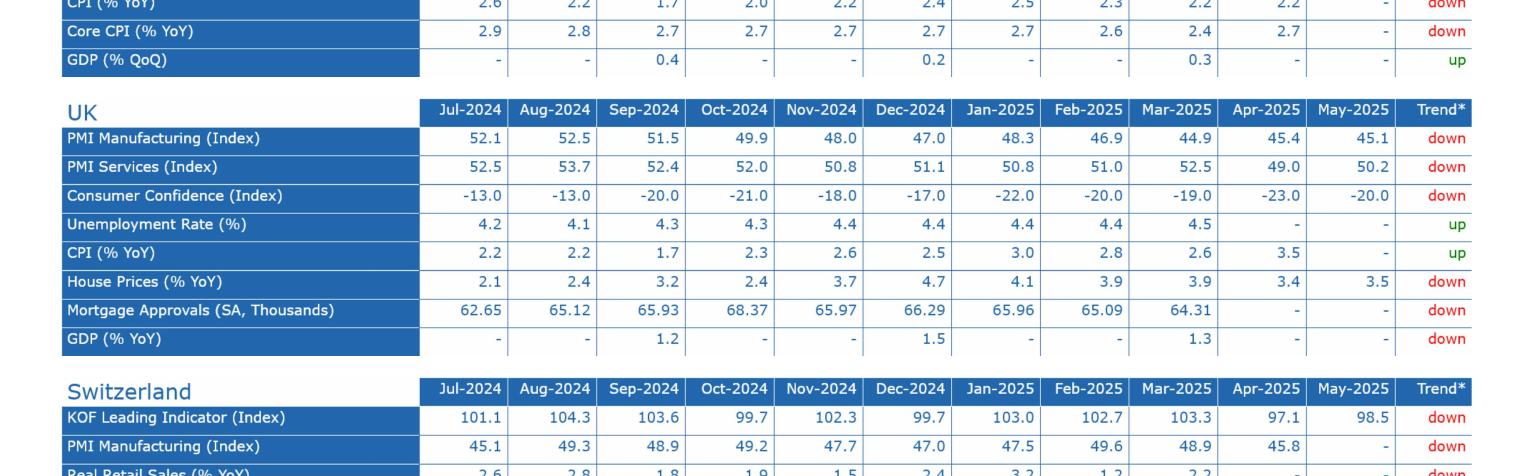 CPI (% YoY) 2.6 2.2 1.7 2.0 2.2 2.4 2.5 2.3 2.2 2.2 - down
Core CPI (% YoY) 2.9 2.8 2.7 2.7 2.7 2.7 2.7 2.6 2.4 2.7 - down
GDP (% QoQ) - - 0.4 - - 0.2 - - 0.3 - - up
UK Jul-2024 Aug-2024 Sep-2024 Oct-2024 Nov-2024 Dec-2024 Jan-2025 Feb-2025 Mar-2025 Apr-2025 May-2025 Trend*
PMI Manufacturing (Index) 52.1 52.5 51.5 49.9 48.0 47.0 48.3 46.9 44.9 45.4 45.1 down
PMI Services (Index) 52.5 53.7 52.4 52.0 50.8 51.1 50.8 51.0 52.5 49.0 50.2 down
Consumer Confidence (Index) -13.0 -13.0 -20.0 -21.0 -18.0 -17.0 -22.0 -20.0 -19.0 -23.0 -20.0 down
Unemployment Rate (%) 4.2 4.1 4.3 4.3 4.4 4.4 4.4 4.4 4.5 - - up
CPI (% YoY) 2.2 2.2 1.7 2.3 2.6 2.5 3.0 2.8 2.6 3.5 - up
House Prices (% YoY) 2.1 2.4 3.2 2.4 3.7 4.7 4.1 3.9 3.9 3.4 3.5 down
Mortgage Approvals (SA, Thousands) 62.65 65.12 65.93 68.37 65.97 66.29 65.96 65.09 64.31 - - down
GDP (% YoY) - - 1.2 - - 1.5 - - 1.3 - - down
Switzerland Jul-2024 Aug-2024 Sep-2024 Oct-2024 Nov-2024 Dec-2024 Jan-2025 Feb-2025 Mar-2025 Apr-2025 May-2025 Trend*
KOF Leading Indicator (Index) 101.1 104.3 103.6 99.7 102.3 99.7 103.0 102.7 103.3 97.1 98.5 down
PMI Manufacturing (Index) 45.1 49.3 48.9 49.2 47.7 47.0 47.5 49.6 48.9 45.8 - down
Real Retail Sales (% YoY) 2.6 2.8 1.8 1.9 1.5 2.4 3.2 1.2 2.2 - - down